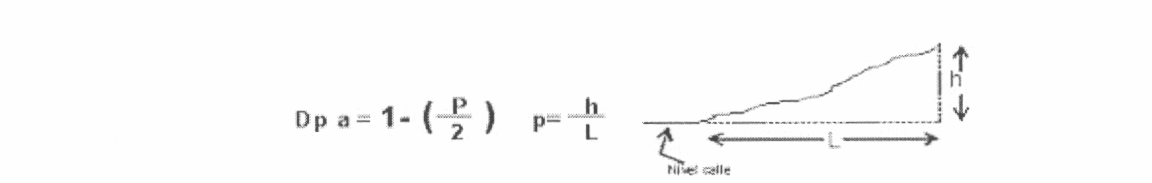 Dp a = 1 - ( P / 2 ) p= h / L
h
L
Nivel calle